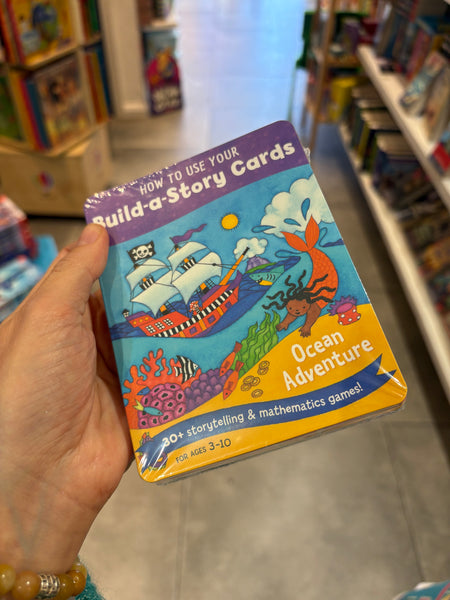 HOW TO USE YOUR
Build-a-Story Cards
Ocean
Adventure
30+ storytelling & mathematics games!
FOR AGES 3-10